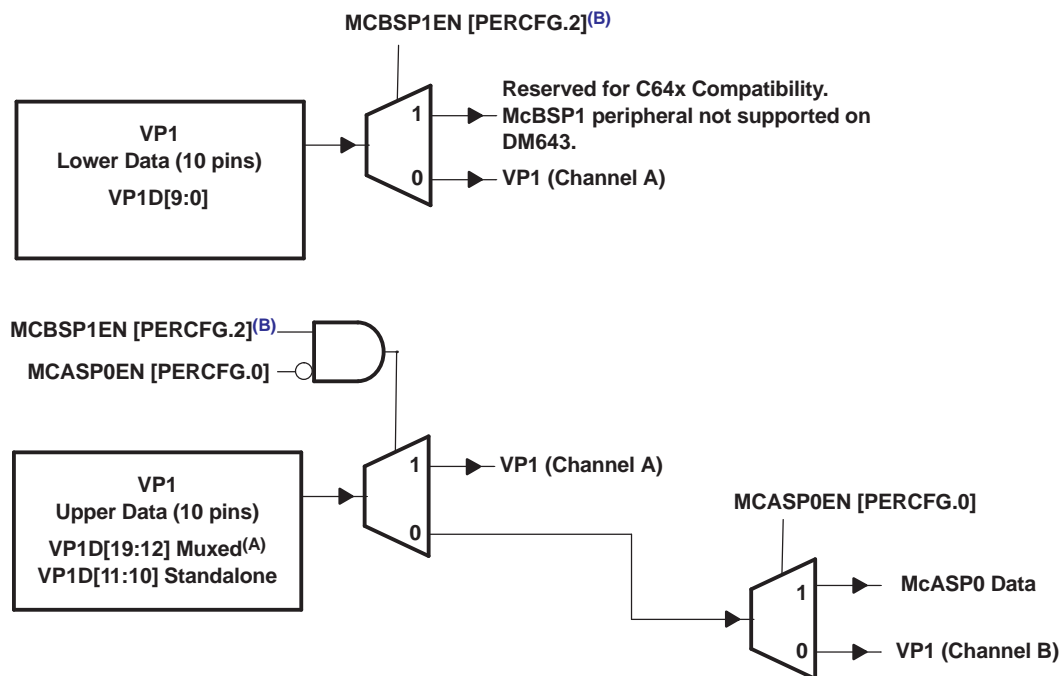 MCBSP1EN [PERCFG.2](B)
VP1
Lower Data (10 pins)
VP1D[9:0]
1
0
Reserved for C64x Compatibility.
McBSP1 peripheral not supported on
DM643.
VP1 (Channel A)
MCBSP1EN [PERCFG.2](B)
MCASP0EN [PERCFG.0]
VP1
Upper Data (10 pins)
VP1D[19:12] Muxed(A)
VP1D[11:10] Standalone
1
0
VP1 (Channel A)
MCASP0EN [PERCFG.0]
1
0
McASP0 Data
VP1 (Channel B)